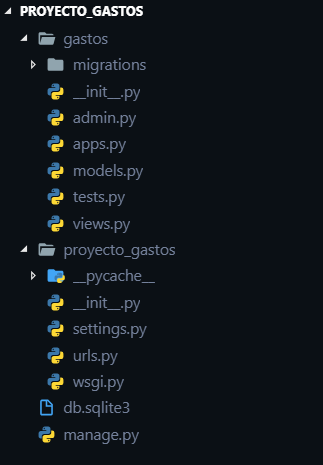 PROYECTO_GASTOS
gastos
migrations
__init__.py
admin.py
apps.py
models.py
tests.py
views.py
proyecto_gastos
__pycache__
__init__.py
settings.py
urls.py
wsgi.py
db.sqlite3
manage.py